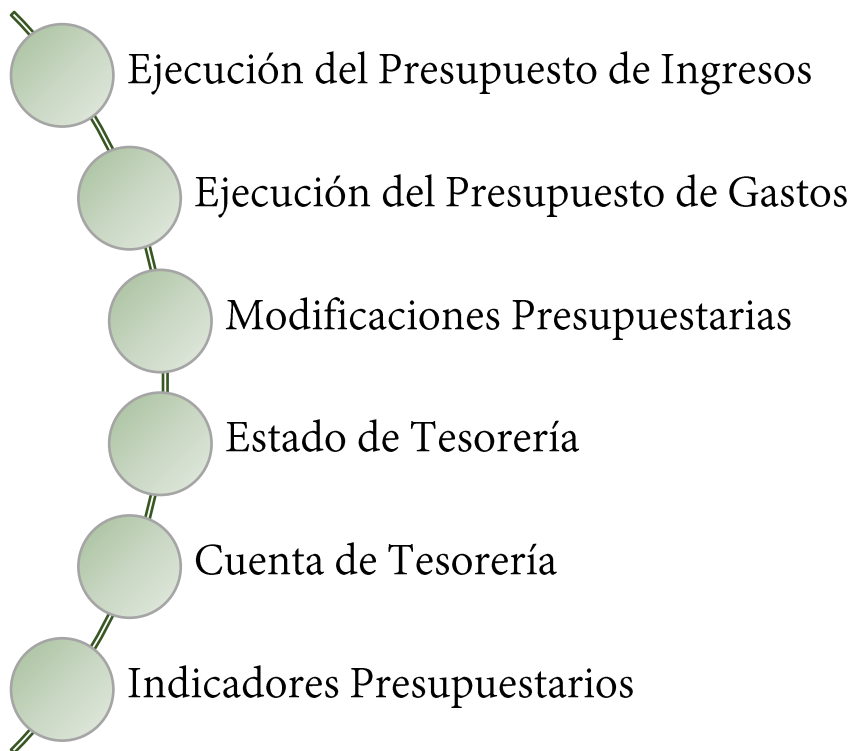 Ejecución del Presupuesto de Ingresos
Ejecución del Presupuesto de Gastos
Modificaciones Presupuestarias
Estado de Tesorería
Cuenta de Tesorería
Indicadores Presupuestarios